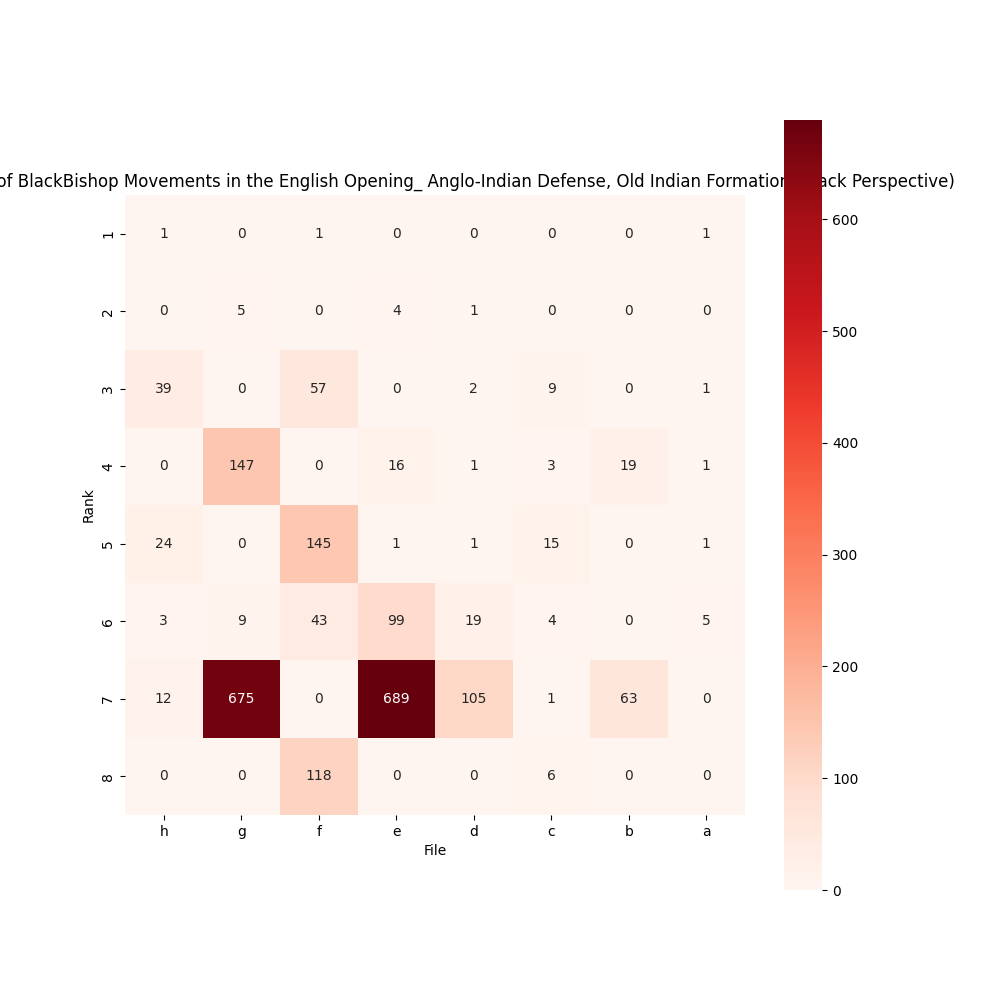 of BlackBishop Movements in the English Opening_ Anglo-Indian Defense, Old Indian Formation Perspective)
600
1 1 0 1 0 0 0 0 1
2 0 5 0 4 1 0 0 0
500
3 39 0 57 0 2 9 0 1
400
4 0 147 0 16 1 3 19 1
Rank
300
5 24 0 145 1 1 15 0 1
6 3 9 43 99 19 4 0 5
200
7 12 675 0 689 105 1 63 0
100
8 0 0 118 0 0 6 0 0
h g f e d c b a
File
0